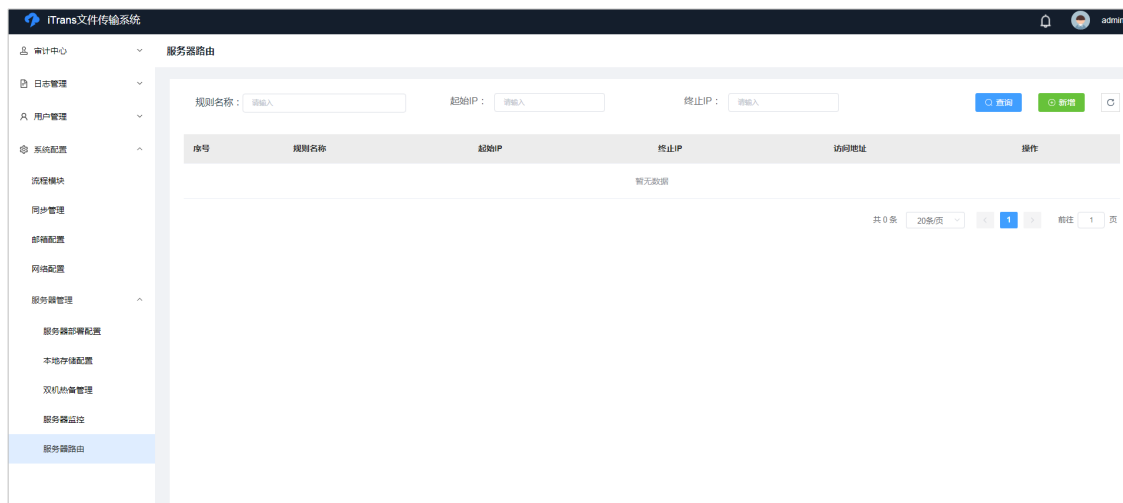 iTrans文件传输系统
admin
审计中心
日志管理
用户管理
系统配置
流程模块
同步管理
邮箱配置
网络配置
服务器管理
服务器部署配置
本地存储配置
双机热备管理
服务器监控
服务器路由
服务器路由
规则名称： 请输入 起始IP： 请输入 终止IP： 请输入 查询 新增
序号 规则名称 起始IP 终止IP 访问地址 操作
暂无数据
共 0 条 20条/页 1 前往 1 页